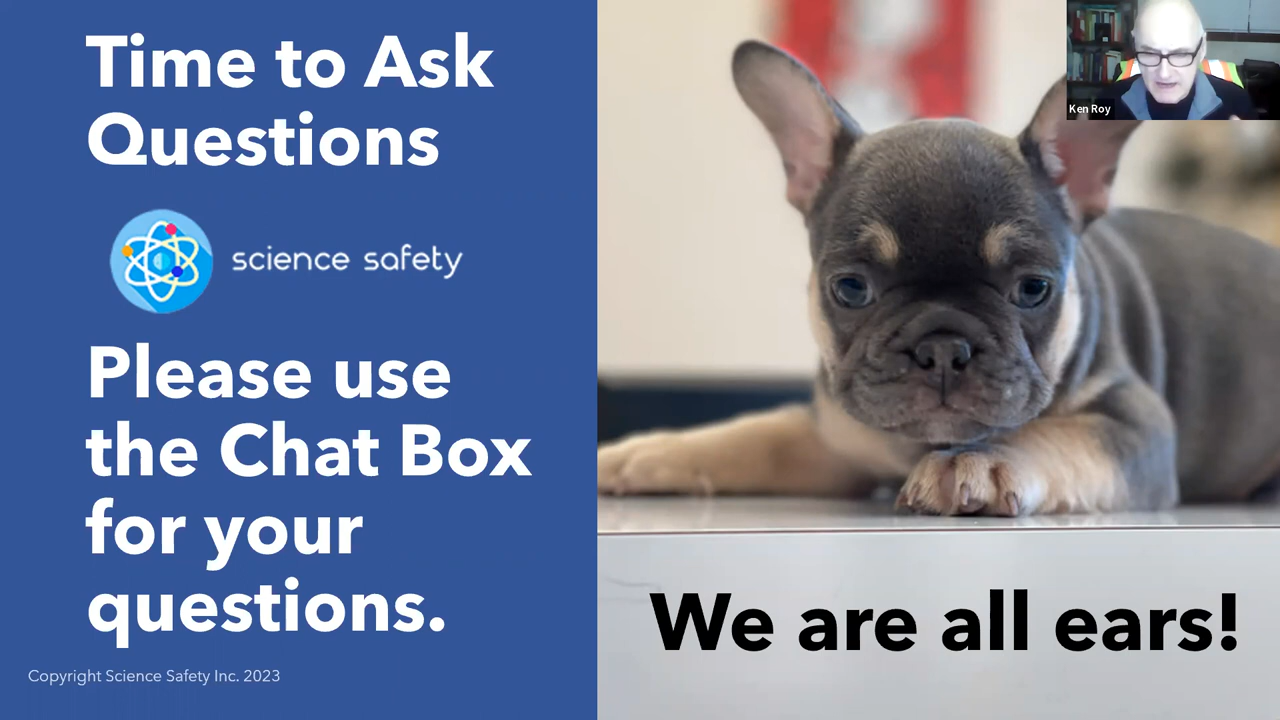 Time to Ask
Questions
science safety
Please use
the Chat Box
for your
questions.
Copyright Science Safety Inc. 2023
Ken Roy
We are all ears!